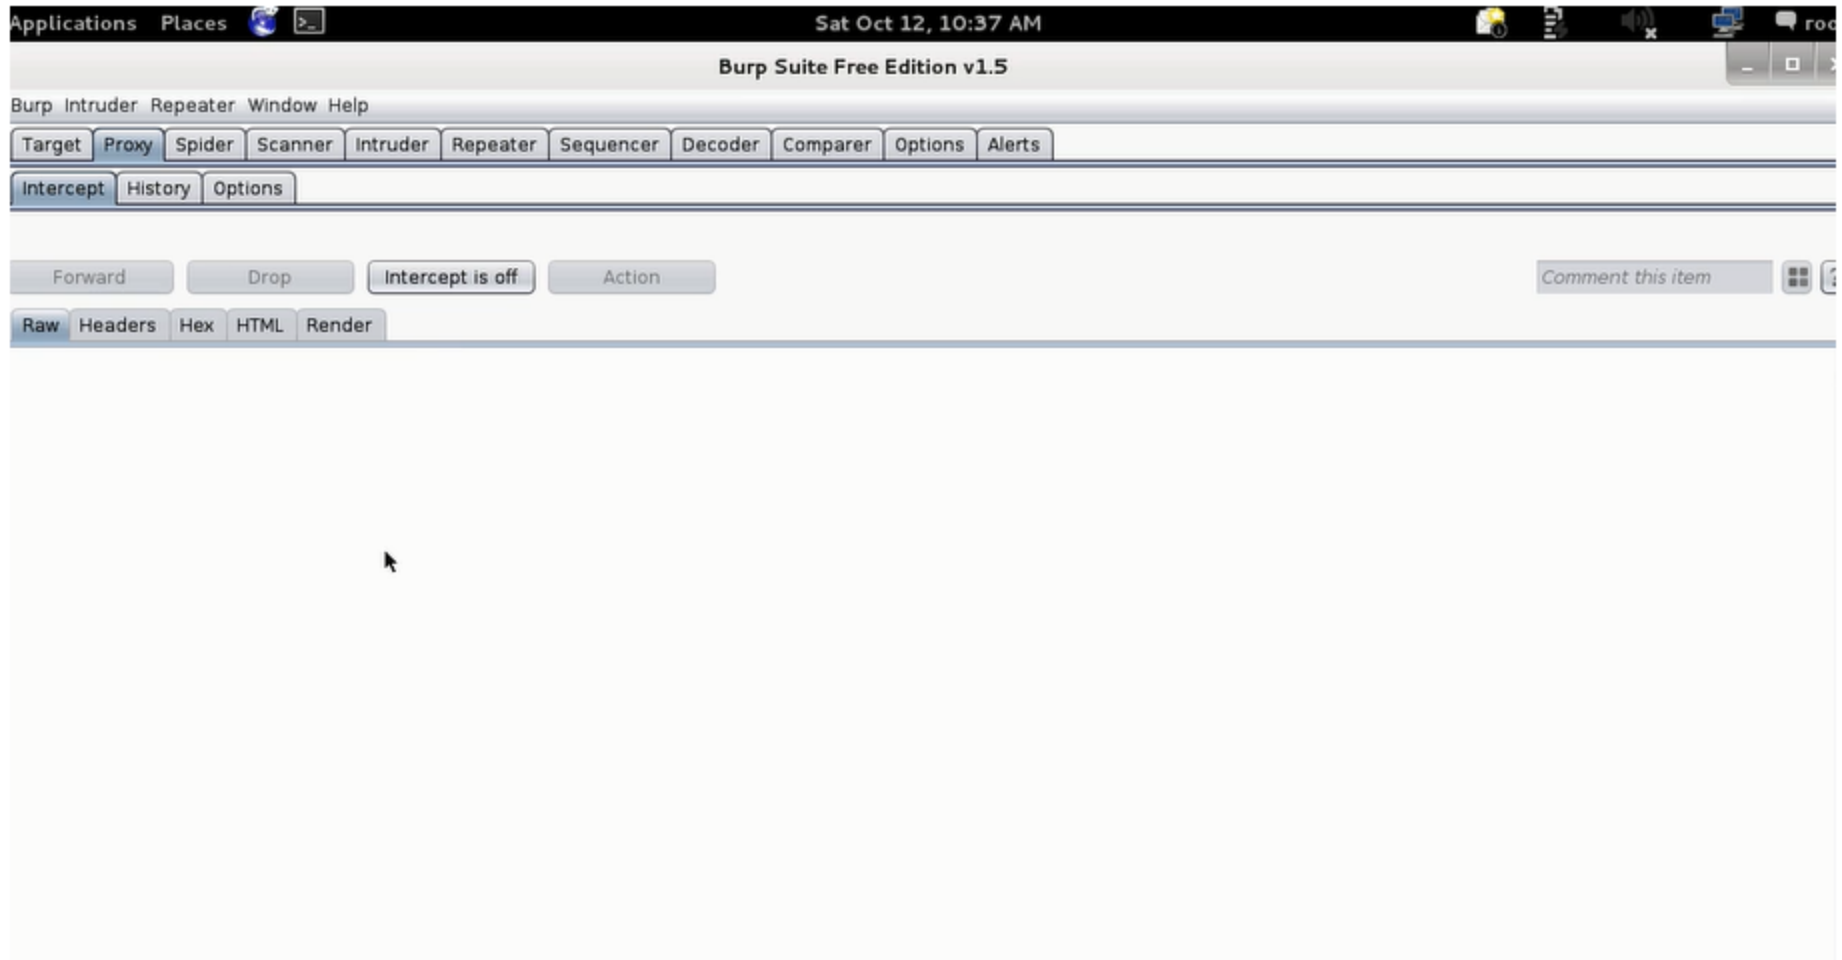 Applications Places Sat Oct 12, 10:37 AM
Burp Suite Free Edition v1.5
Burp Intruder Repeater Window Help
Target Proxy Spider Scanner Intruder Repeater Sequencer Decoder Comparer Options Alerts
Intercept History Options
Forward Drop Intercept is off Action Comment this item
Raw Headers Hex HTML Render